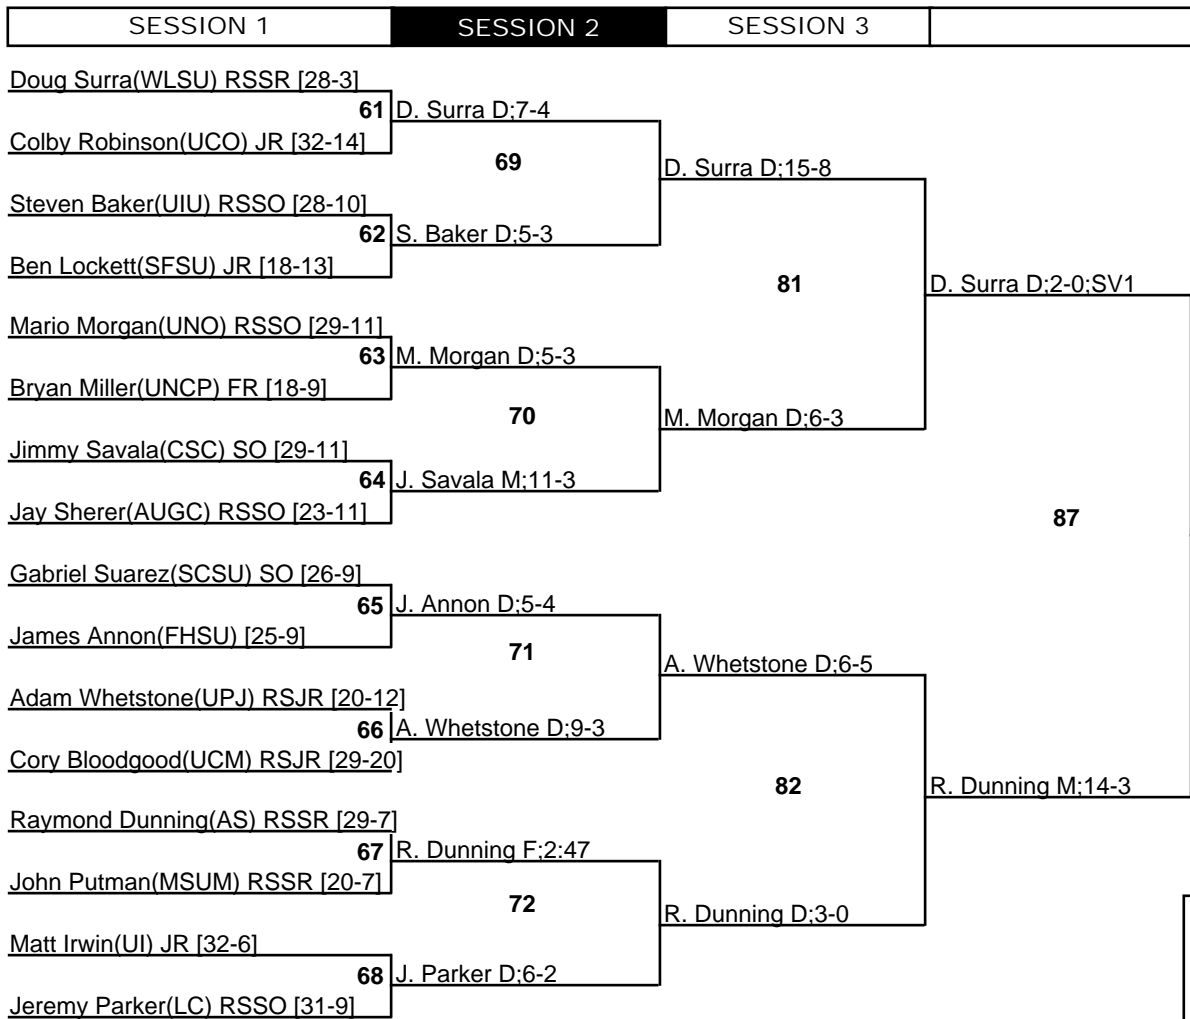 SESSION 1
SESSION 2
SESSION 3
Doug Surra(WLSU) RSSR [28-3]
61 D. Surra D;7-4
Colby Robinson(UCO) JR [32-14]
69
D. Surra D;15-8
Steven Baker(UIU) RSSO [28-10]
62 S. Baker D;5-3
Ben Lockett(SFSU) JR [18-13]
81
D. Surra D;2-0;SV1
Mario Morgan(UNO) RSSO [29-11]
63 M. Morgan D;5-3
Bryan Miller(UNCP) FR [18-9]
70
M. Morgan D;6-3
Jimmy Savala(CSC) SO [29-11]
64 J. Savala M;11-3
Jay Sherer(AUGC) RSSO [23-11]
87
Gabriel Suarez(SCSU) SO [26-9]
65 J. Annon D;5-4
James Annon(FHSU) [25-9]
71
A. Whetstone D;6-5
Adam Whetstone(UPJ) RSJR [20-12]
66 A. Whetstone D;9-3
Cory Bloodgood(UCM) RSJR [29-20]
82
R. Dunning M;14-3
Raymond Dunning(AS) RSSR [29-7]
67 R. Dunning F;2:47
John Putman(MSUM) RSSR [20-7]
72
R. Dunning D;3-0
Matt Irwin(UI) JR [32-6]
68 J. Parker D;6-2
Jeremy Parker(LC) RSSO [31-9]